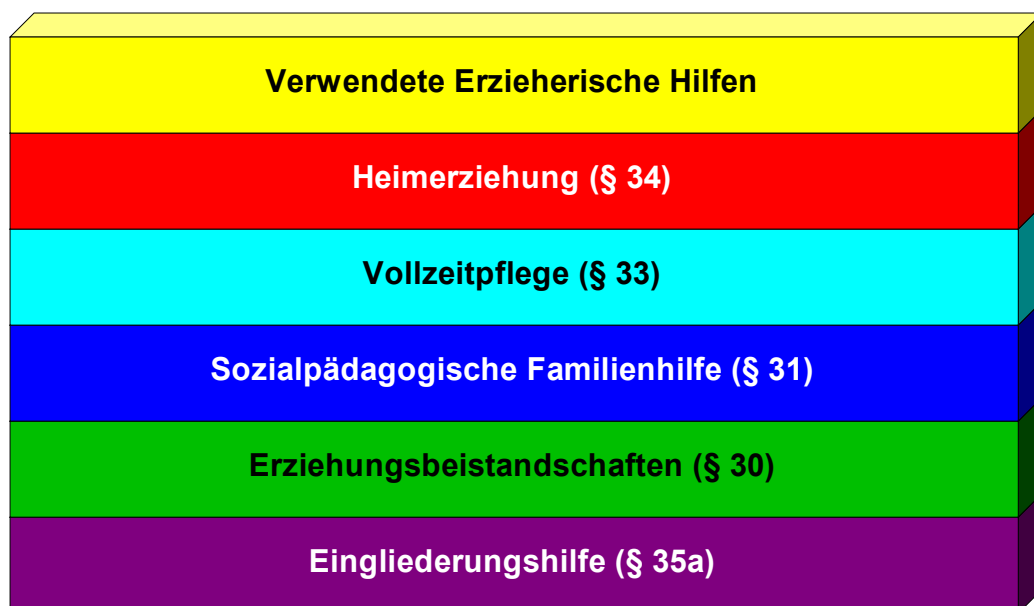 Verwendete Erzieherische Hilfen
Heimerziehung (§ 34)
Vollzeitpflege (§ 33)
Sozialpädagogische Familienhilfe (§ 31)
Erziehungsbeistandschaften (§ 30)
Eingliederungshilfe (§ 35a)